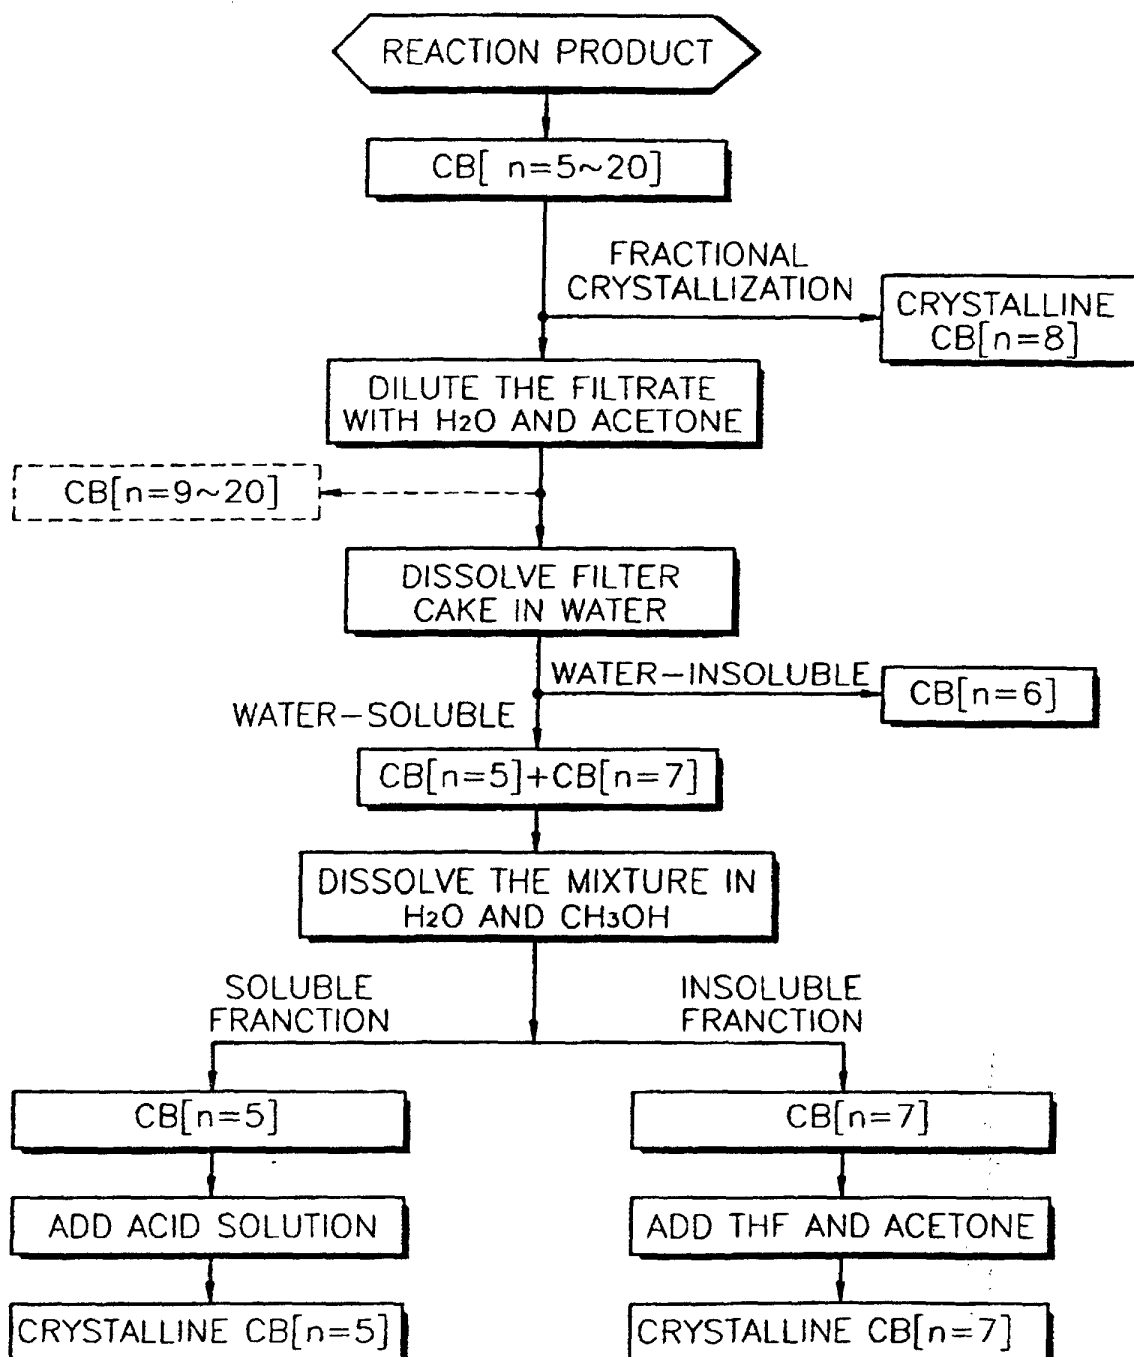 REACTION PRODUCT
CB[ n=5~20]
FRACTIONAL
CRYSTALLIZATION
CRYSTALLINE
CB[n=8]
DILUTE THE FILTRATE
WITH H2O AND ACETONE
CB[n=9~20]
DISSOLVE FILTER
CAKE IN WATER
WATER-INSOLUBLE
CB[n=6]
WATER-SOLUBLE
CB[n=5]+CB[n=7]
DISSOLVE THE MIXTURE IN
H2O AND CH3OH
SOLUBLE
FRANCTION
INSOLUBLE
FRANCTION
CB[n=5]
CB[n=7]
ADD ACID SOLUTION
ADD THF AND ACETONE
CRYSTALLINE CB[n=5]
CRYSTALLINE CB[n=7]